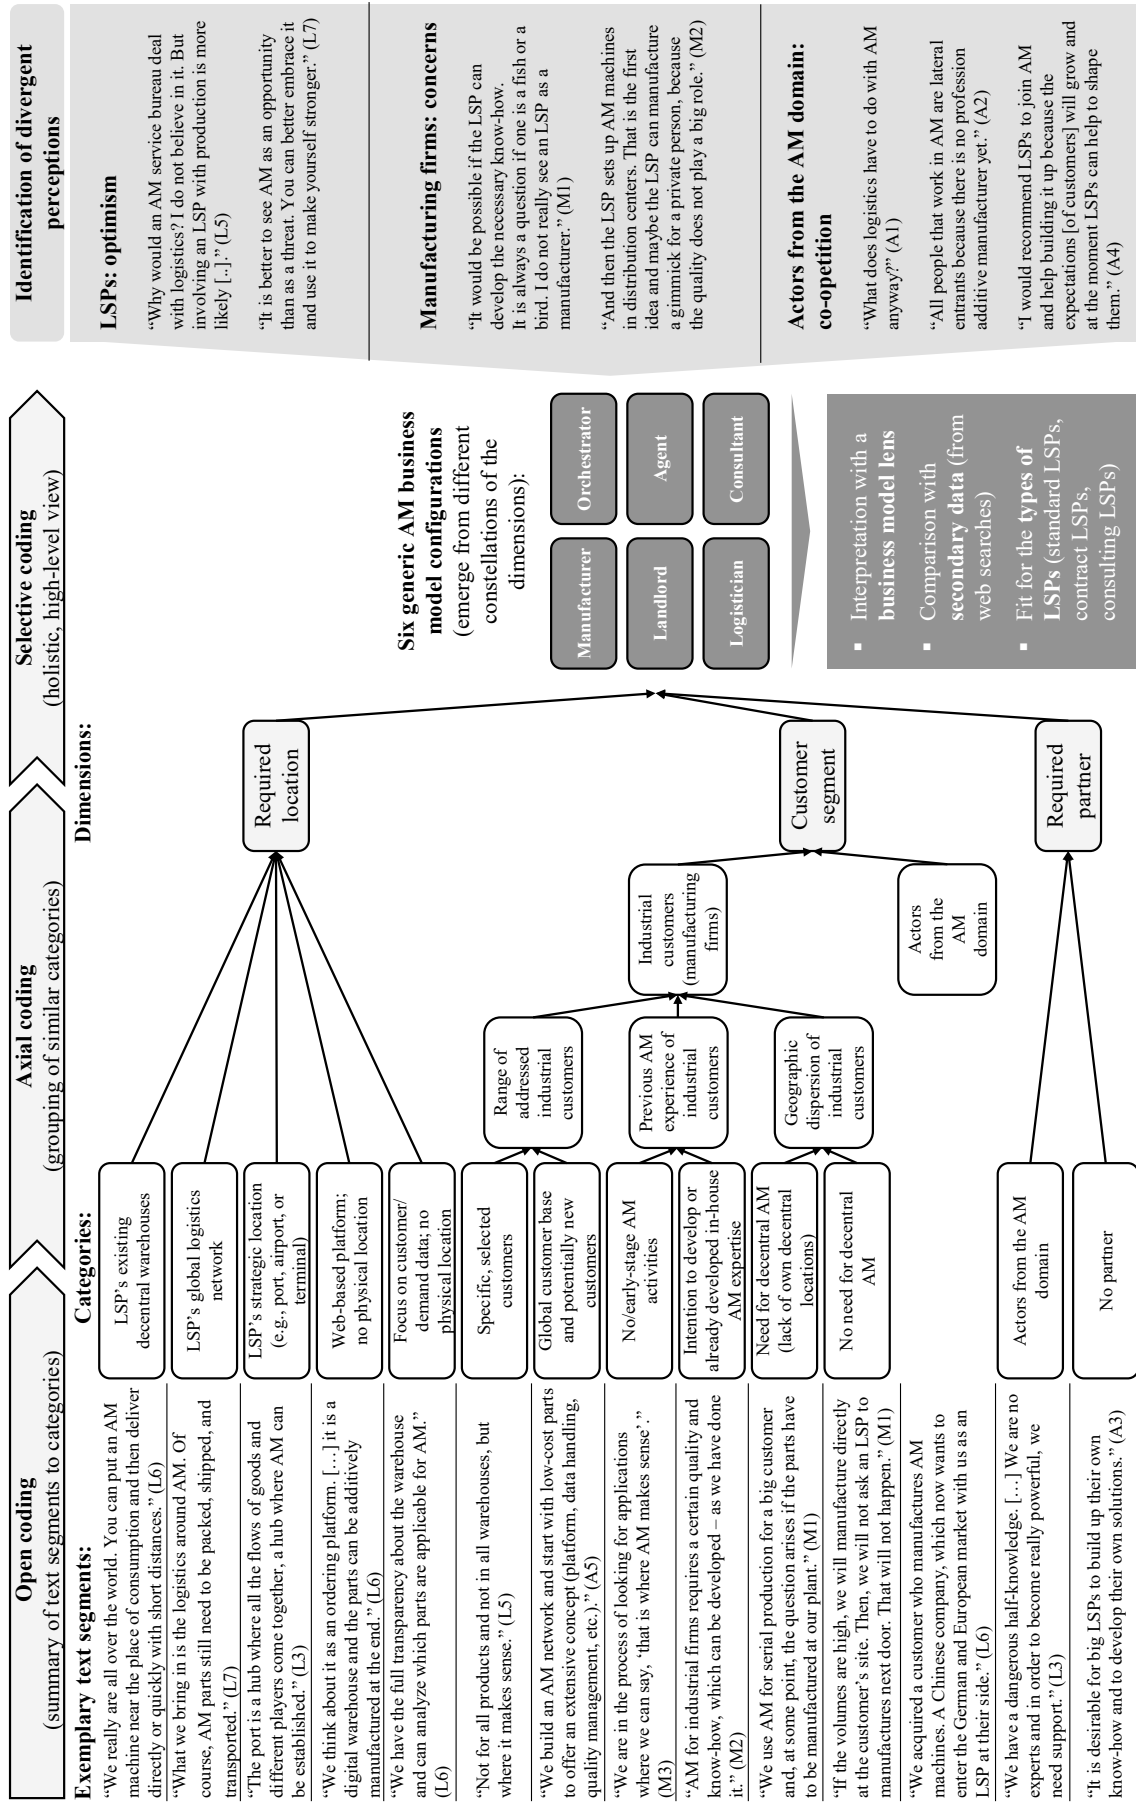 Open coding
(summary of text segments to categories)
Axial coding
(grouping of similar categories)
Selective coding
(holistic, high-level view)
Identification of divergent
perceptions
Exemplary text segments:
“We really are all over the world. You can put an AM
machine near the place of consumption and then deliver
directly or quickly with short distances.” (L6)
“What we bring in is the logistics around AM. Of
course, AM parts still need to be packed, shipped, and
transported.” (L7)
“The port is a hub where all the flows of goods and
different players come together, a hub where AM can
be established.” (L3)
“We think about it as an ordering platform. […] it is a
digital warehouse and the parts can be additively
manufactured at the end.” (L6)
“We have the full transparency about the warehouse
and can analyze which parts are applicable for AM.”
(L6)
“Not for all products and not in all warehouses, but
where it makes sense.” (L5)
“We build an AM network and start with low-cost parts
to offer an extensive concept (platform, data handling,
quality management, etc.).” (A5)
“We are in the process of looking for applications
where we can say, ‘that is where AM makes sense’.”
(M3)
“AM for industrial firms requires a certain quality and
know-how, which can be developed – as we have done
it.” (M2)
“We use AM for serial production for a big customer
and, at some point, the question arises if the parts have
to be manufactured at our plant.” (M1)
“If the volumes are high, we will manufacture directly
at the customer’s site. Then, we will not ask an LSP to
manufactures next door. That will not happen.” (M1)
“We acquired a customer who manufactures AM
machines. A Chinese company, which now wants to
enter the German and European market with us as an
LSP at their side.” (L6)
“We have a dangerous half-knowledge. […] We are no
experts and in order to become really powerful, we
need support.” (L3)
“It is desirable for big LSPs to build up their own
know-how and to develop their own solutions.” (A3)
Categories:
LSP’s existing
decentral warehouses
LSP’s global logistics
network
LSP’s strategic location
(e.g., port, airport, or
terminal)
Web-based platform;
no physical location
Focus on customer/
demand data; no
physical location
Specific, selected
customers
Global customer base
and potentially new
customers
No/early-stage AM
activities
Intention to develop or
already developed in-house
AM expertise
Need for decentral AM
(lack of own decentral
locations)
No need for decentral
AM
Actors from the AM
domain
No partner
Range of
addressed
industrial
customers
Previous AM
experience of
industrial
customers
Geographic
dispersion of
industrial
customers
Industrial
customers
(manufacturing
firms)
Actors
from the
AM
domain
Dimensions:
Required
location
Customer
segment
Required
partner
Six generic AM business
model configurations
(emerge from different
constellations of the
dimensions):
Manufacturer
Orchestrator
Landlord
Agent
Logistician
Consultant
▪ Interpretation with a
business model lens
▪ Comparison with
secondary data (from
web searches)
▪ Fit for the types of
LSPs (standard LSPs,
contract LSPs,
consulting LSPs)
LSPs: optimism
“Why would an AM service bureau deal
with logistics? I do not believe in it. But
involving an LSP with production is more
likely [..].” (L5)
“It is better to see AM as an opportunity
than as a threat. You can better embrace it
and use it to make yourself stronger.” (L7)
Manufacturing firms: concerns
“It would be possible if the LSP can
develop the necessary know-how.
It is always a question if one is a fish or a
bird. I do not really see an LSP as a
manufacturer.” (M1)
“And then the LSP sets up AM machines
in distribution centers. That is the first
idea and maybe the LSP can manufacture
a gimmick for a private person, because
the quality does not play a big role.” (M2)
Actors from the AM domain:
co-opetition
“What does logistics have to do with AM
anyway?” (A1)
“All people that work in AM are lateral
entrants because there is no profession
additive manufacturer yet.” (A2)
“I would recommend LSPs to join AM
and help building it up because the
expectations [of customers] will grow and
at the moment LSPs can help to shape
them.” (A4)